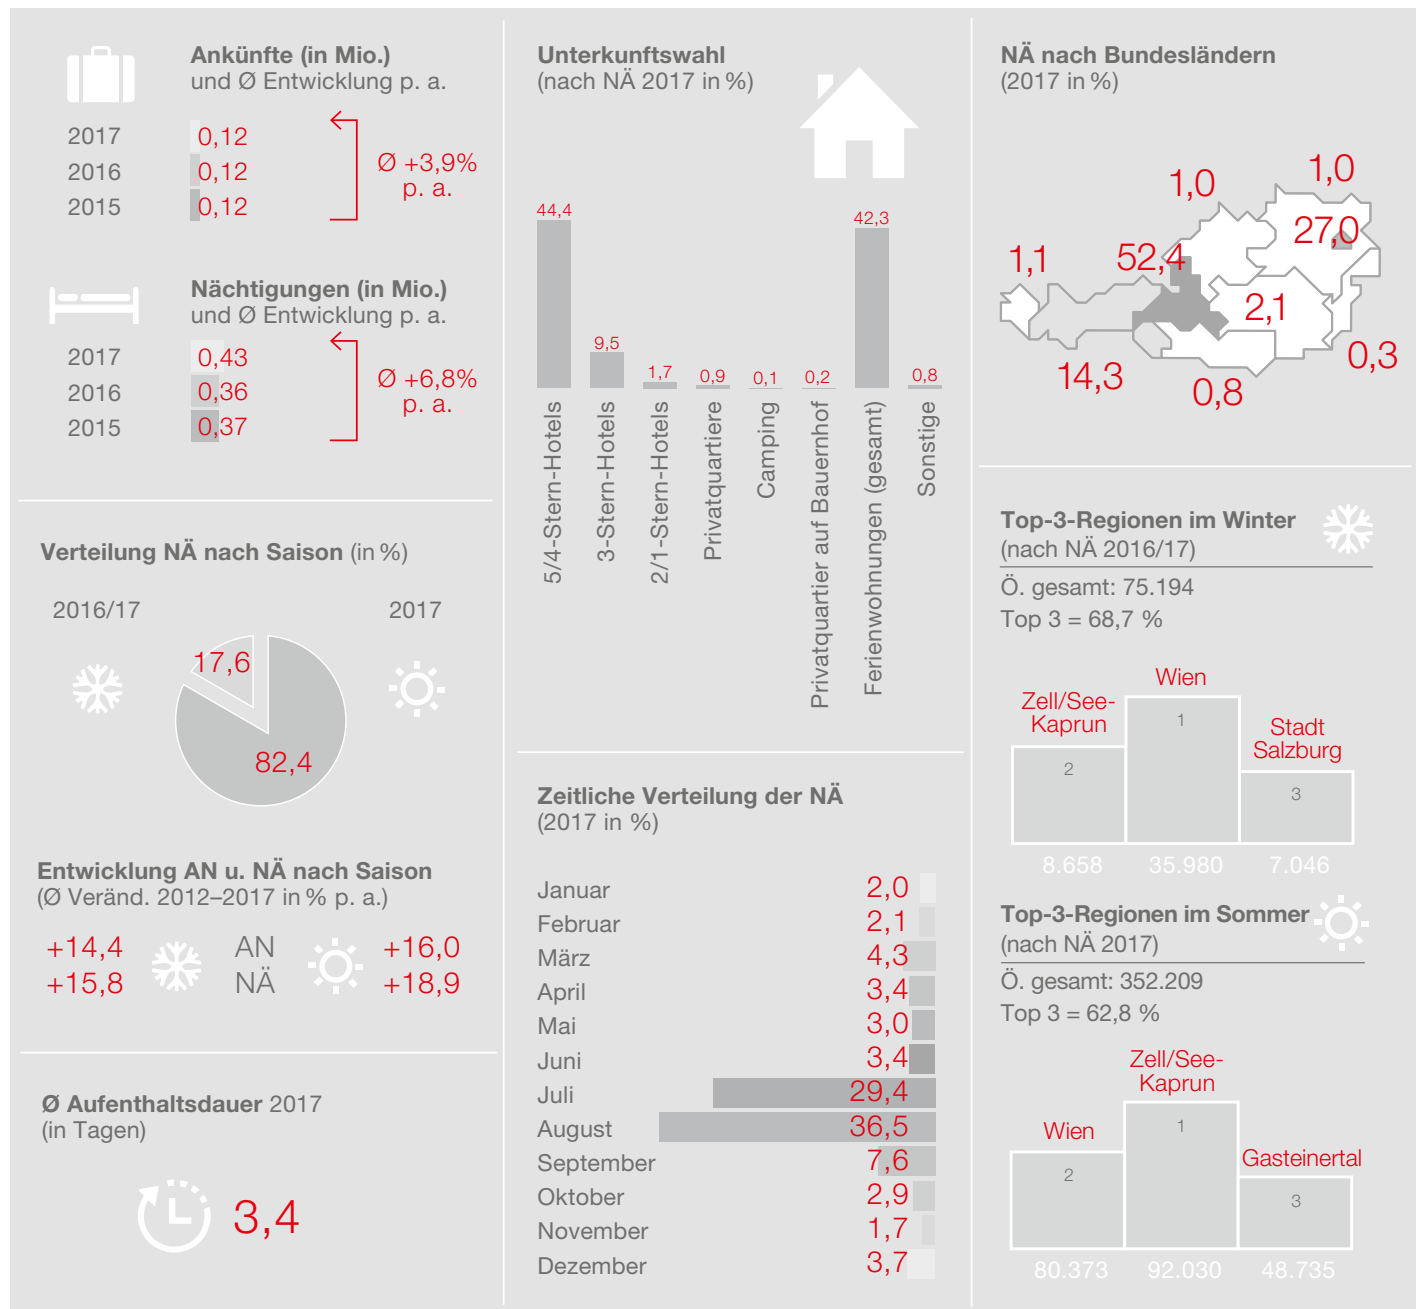 Ankünfte (in Mio.)
und Ø Entwicklung p. a.
2017 0,12
2016 0,12
2015 0,12
Ø +3,9%
p. a.
Nächtigungen (in Mio.)
und Ø Entwicklung p. a.
2017 0,43
2016 0,36
2015 0,37
Ø +6,8%
p. a.
Verteilung NÄ nach Saison (in %)
2016/17 2017
17,6
82,4
Entwicklung AN u. NÄ nach Saison
(Ø Veränd. 2012–2017 in % p. a.)
+14,4 AN +16,0
+15,8 NÄ +18,9
Ø Aufenthaltsdauer 2017
(in Tagen)
3,4
Unterkunftswahl
(nach NÄ 2017 in %)
44,4
9,5
1,7
0,9
0,1
0,2
42,3
0,8
5/4-Stern-Hotels
3-Stern-Hotels
2/1-Stern-Hotels
Privatquartiere
Camping
Privatquartier auf Bauernhof
Ferienwohnungen (gesamt)
Sonstige
Zeitliche Verteilung der NÄ
(2017 in %)
Januar 2,0
Februar 2,1
März 4,3
April 3,4
Mai 3,0
Juni 3,4
Juli 29,4
August 36,5
September 7,6
Oktober 2,9
November 1,7
Dezember 3,7
NÄ nach Bundesländern
(2017 in %)
1,0
1,0
27,0
52,4
1,1
2,1
0,3
14,3
0,8
Top-3-Regionen im Winter
(nach NÄ 2016/17)
Ö. gesamt: 75.194
Top 3 = 68,7 %
Wien
Zell/See-
Kaprun
Stadt
Salzburg
1
2
3
8.658 35.980 7.046
Top-3-Regionen im Sommer
(nach NÄ 2017)
Ö. gesamt: 352.209
Top 3 = 62,8 %
Zell/See-
Kaprun
Wien
Gasteinertal
1
2
3
80.373 92.030 48.735